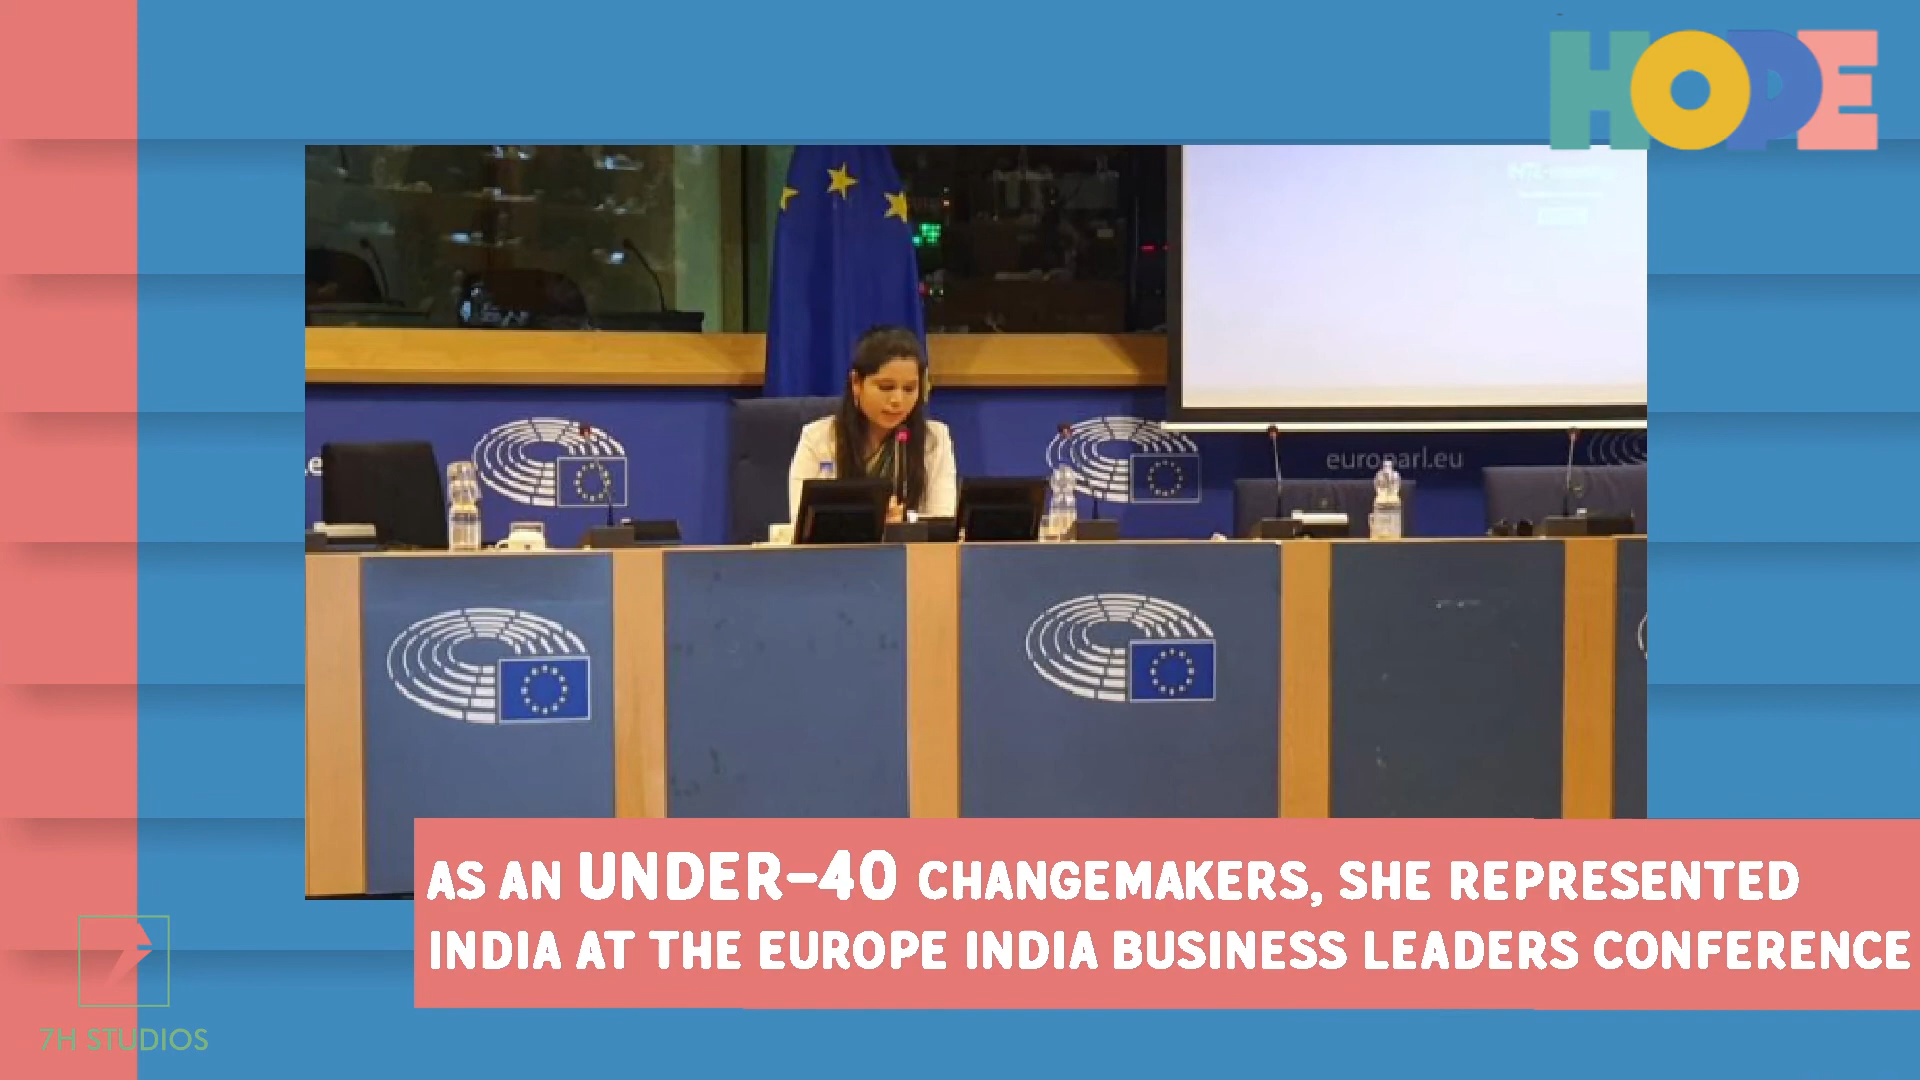 HOPE
europarl.eu
AS AN UNDER-40 CHANGEMAKERS, SHE REPRESENTED
INDIA AT THE EUROPE INDIA BUSINESS LEADERS CONFERENCE
7H STUDIOS